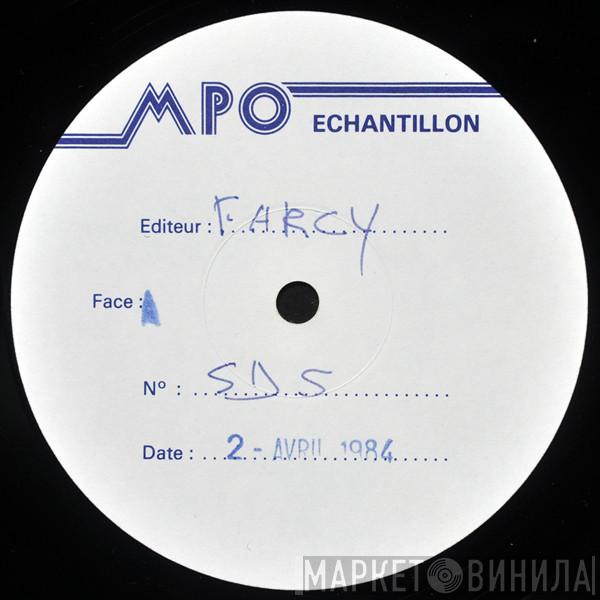 MPO ECHANTILLON
Editeur : FARCY
Face : A
N° : SDS
Date : 2 - AVRIL 1984
МАРКЕТ ВИНИЛА